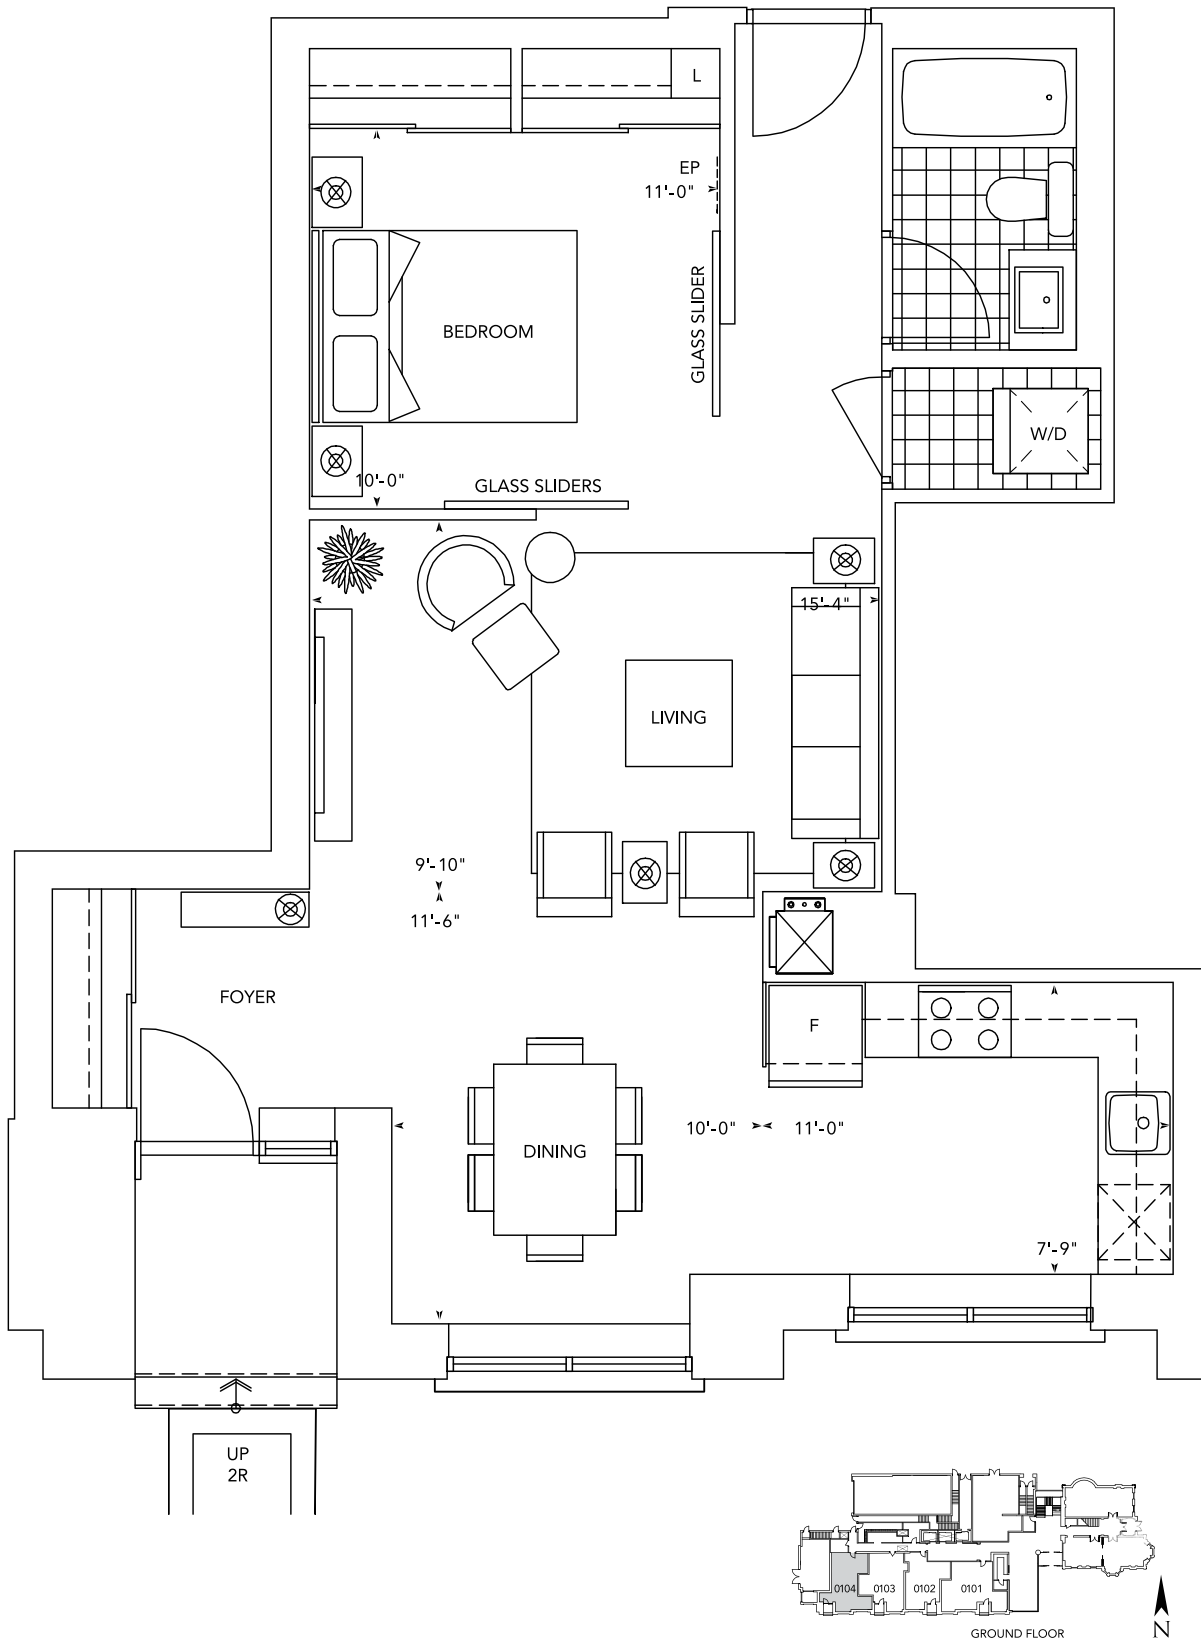 L
EP
11'-0"
GLASS SLIDER
BEDROOM
W/D
10'-0"
GLASS SLIDERS
15'-4"
LIVING
9'-10"
11'-6"
FOYER
F
10'-0"
11'-0"
DINING
7'-9"
UP
2R
0104
0103
0102
0101
N
GROUND FLOOR